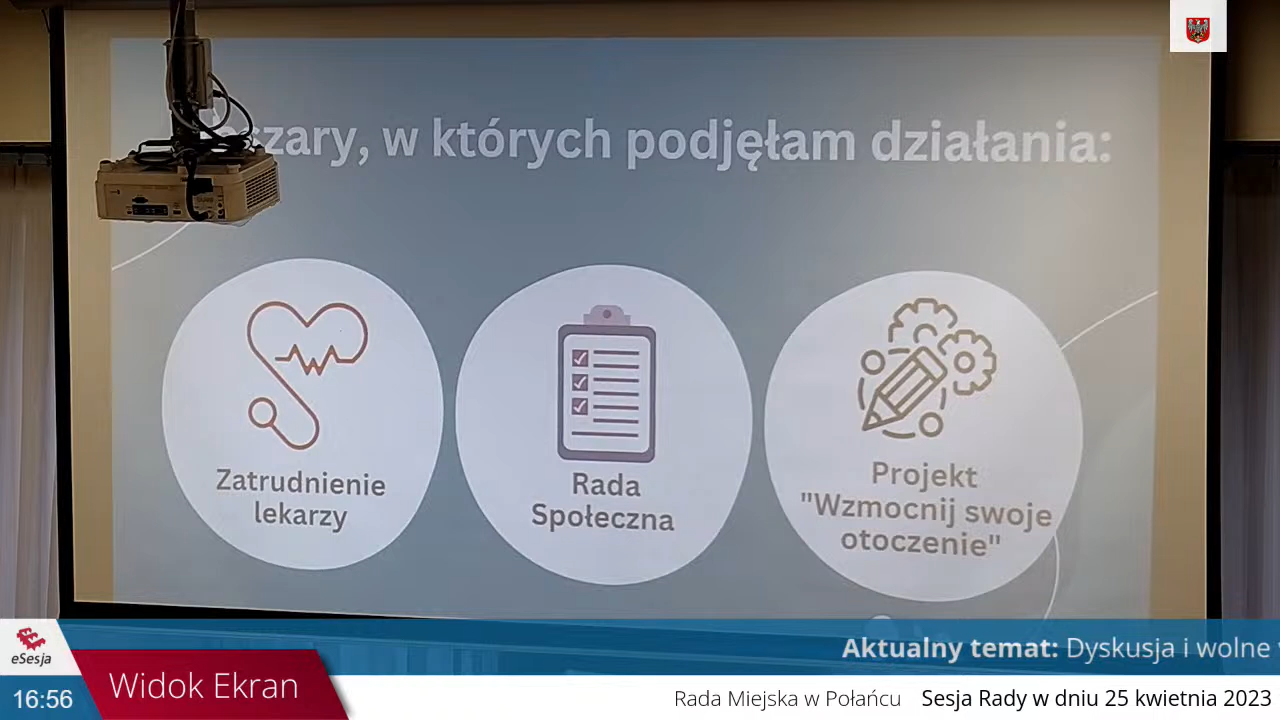 w których podjęłam działania:
Zatrudnienie
lekarzy
Rada
Społeczna
Projekt
"Wzmocnij swoje
otoczenie"
Aktualny temat: Dyskusja i wolne
eSesja
16:56
Widok Ekran
Rada Miejska w Połańcu
Sesja Rady w dniu 25 kwietnia 2023